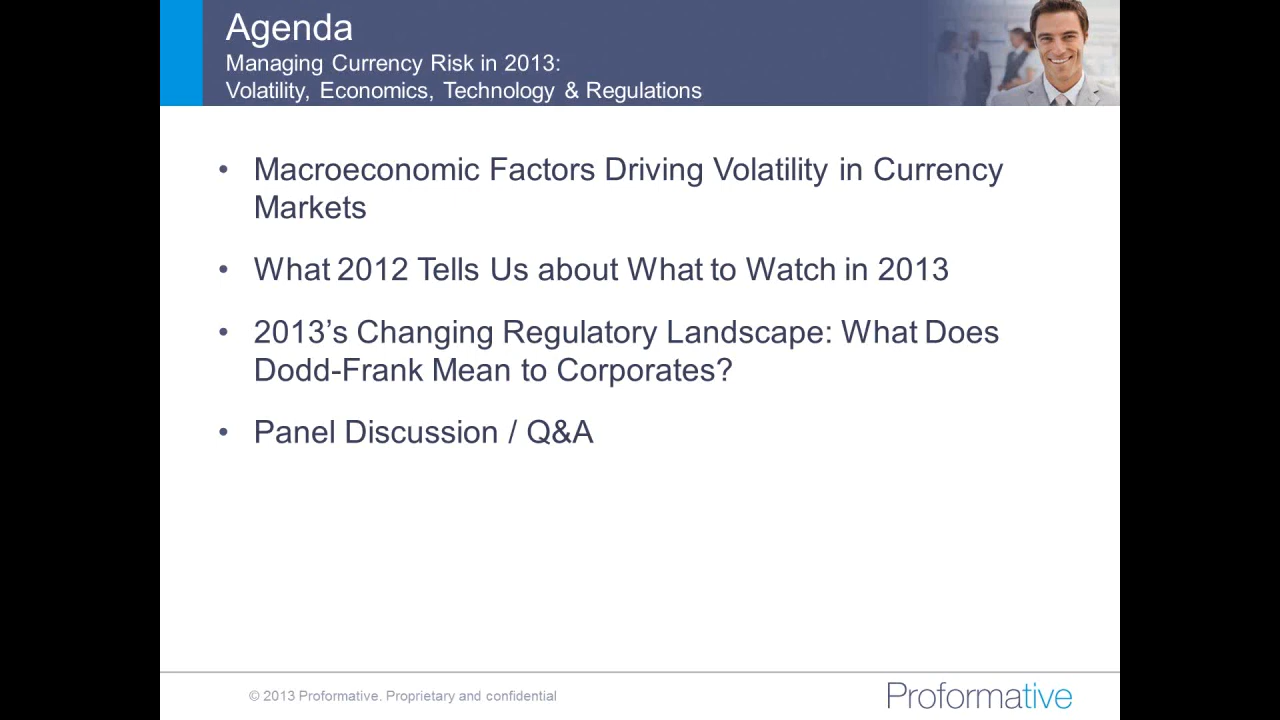 Agenda
Managing Currency Risk in 2013:
Volatility, Economics, Technology & Regulations
• Macroeconomic Factors Driving Volatility in Currency
Markets
• What 2012 Tells Us about What to Watch in 2013
• 2013’s Changing Regulatory Landscape: What Does
Dodd-Frank Mean to Corporates?
• Panel Discussion / Q&A
© 2013 Proformative. Proprietary and confidential
Proformative